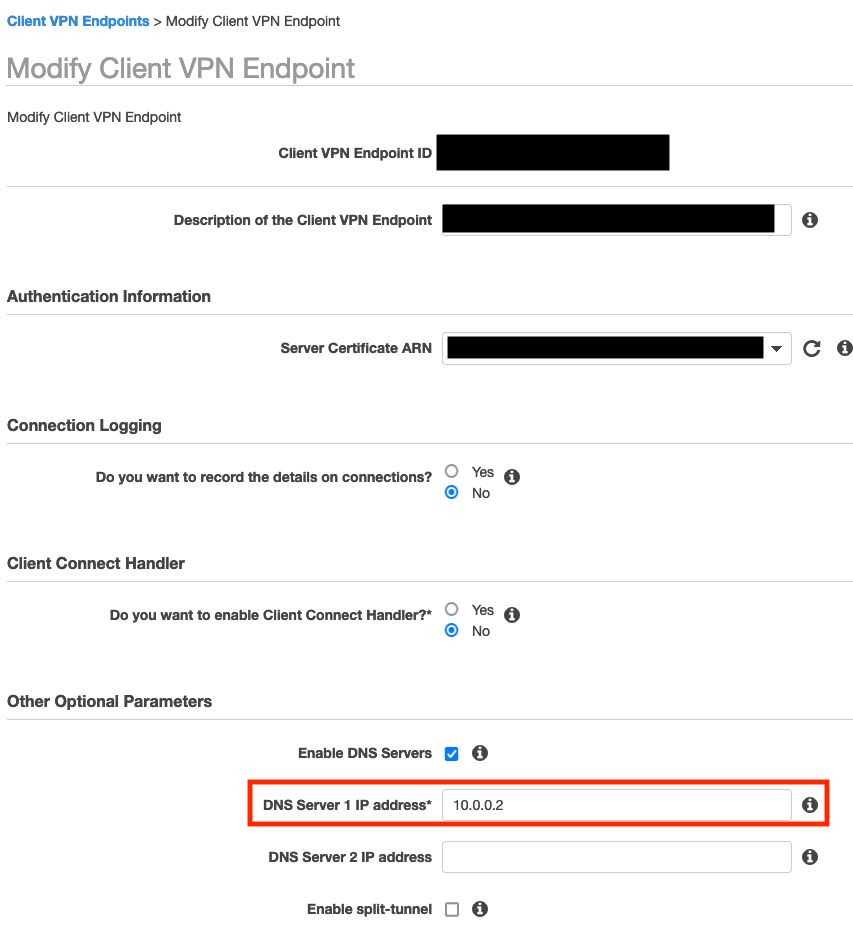 Client VPN Endpoints > Modify Client VPN Endpoint
Modify Client VPN Endpoint
Modify Client VPN Endpoint
Client VPN Endpoint ID
Description of the Client VPN Endpoint
Authentication Information
Server Certificate ARN
Connection Logging
Do you want to record the details on connections?
Yes
No
Client Connect Handler
Do you want to enable Client Connect Handler?*
Yes
No
Other Optional Parameters
Enable DNS Servers
DNS Server 1 IP address* 10.0.0.2
DNS Server 2 IP address
Enable split-tunnel